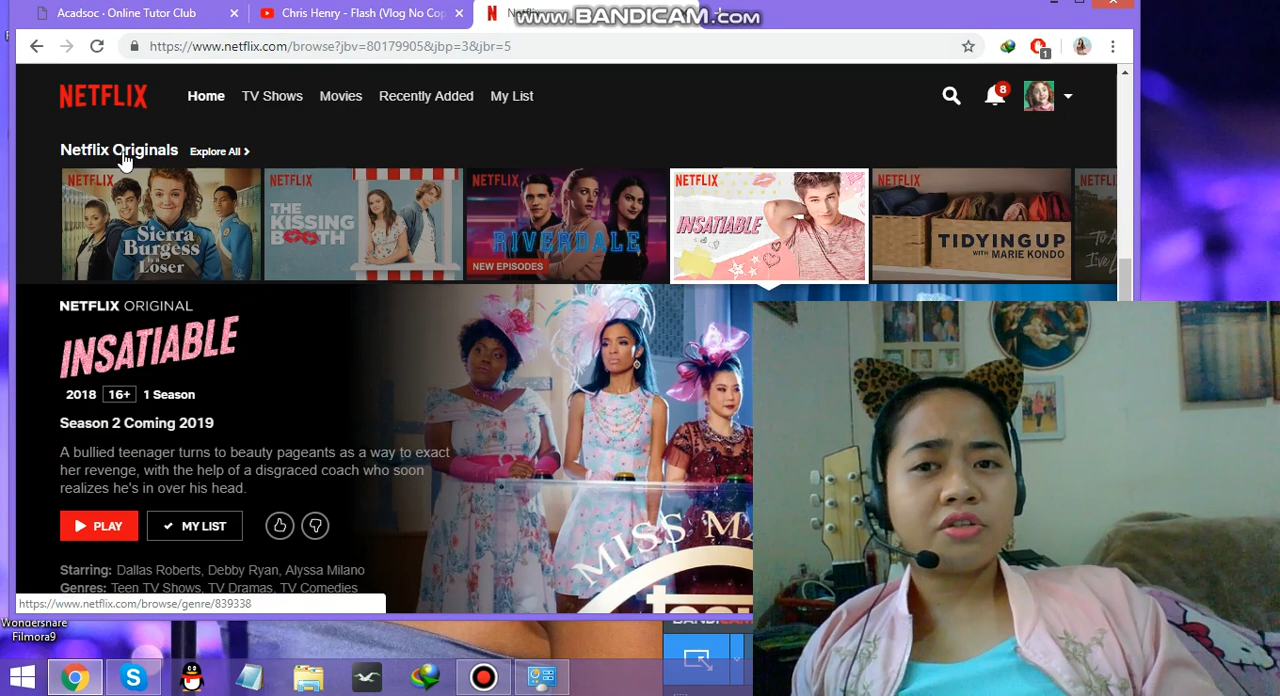 Acadsoc · Online Tutor Club
Chris Henry - Flash (Vlog No Cop
www.BANDICAM.com
https://www.netflix.com/browse?jbv=80179905&jbp=3&jbr=5
1
NETFLIX
Home
TV Shows
Movies
Recently Added
My List
8
Netflix Originals
Explore All >
NETFLIX
Sierra
Burgess
is a
Loser
NETFLIX
THE
KISSING
BOOTH
NETFLIX
RIVERDALE
NEW EPISODES
NETFLIX
INSATIABLE
NETFLIX
TIDYING UP
WITH MARIE KONDO
NETFLI
NETFLIX ORIGINAL
INSATIABLE
2018 16+ 1 Season
Season 2 Coming 2019
A bullied teenager turns to beauty pageants as a way to exact
her revenge, with the help of a disgraced coach who soon
realizes he's in over his head.
PLAY
MY LIST
MISS MA
Starring: Dallas Roberts, Debby Ryan, Alyssa Milano
Genres: Teen TV Shows, TV Dramas, TV Comedies
https://www.netflix.com/browse/genre/839338
Wondershare
Filmora9